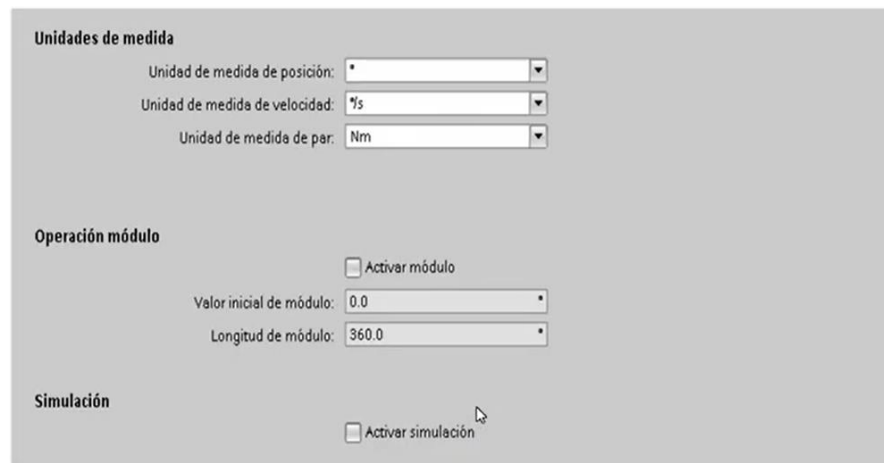 Unidades de medida
Unidad de medida de posición: °
Unidad de medida de velocidad: °/s
Unidad de medida de par: Nm
Operación módulo
Activar módulo
Valor inicial de módulo: 0.0 °
Longitud de módulo: 360.0 °
Simulación
Activar simulación